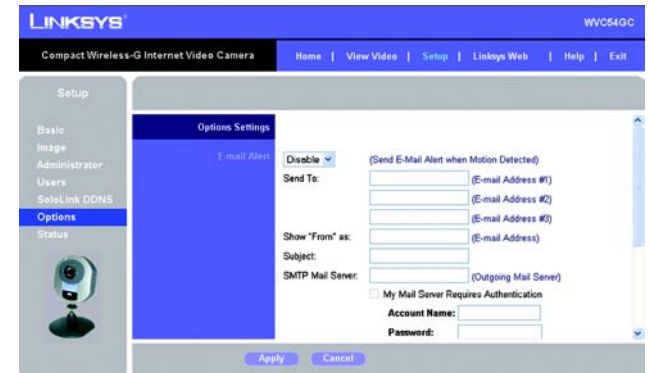 LINKSYS
WVC54GC
Compact Wireless-G Internet Video Camera
Home | View Video | Setup | Linksys Web | Help | Exit
Setup
Basic
Image
Administrator
Users
SoloLink DDNS
Options
Status
Options Settings
E-mail Alert
Disable (Send E-Mail Alert when Motion Detected)
Send To: (E-mail Address #1)
(E-mail Address #2)
(E-mail Address #3)
Show "From" as: (E-mail Address)
Subject:
SMTP Mail Server: (Outgoing Mail Server)
My Mail Server Requires Authentication
Account Name:
Password:
Apply Cancel